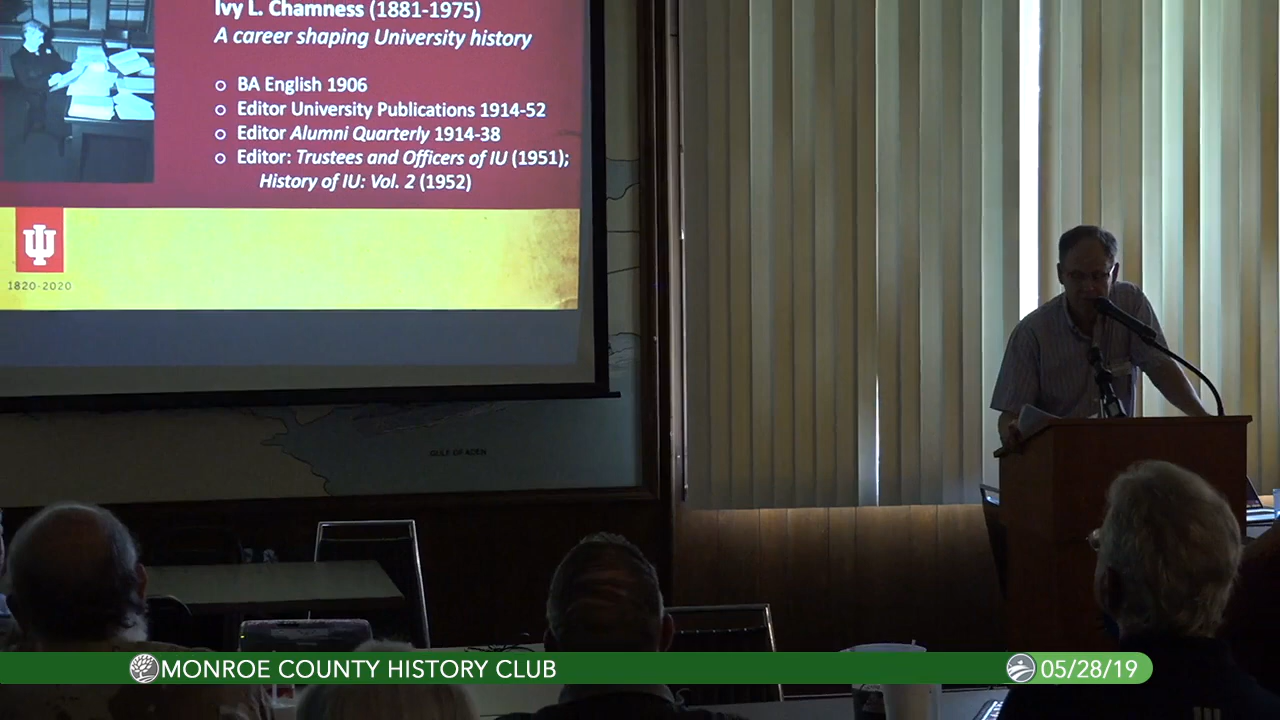 Ivy L. Chamness (1881-1975)
A career shaping University history
BA English 1906
Editor University Publications 1914-52
Editor Alumni Quarterly 1914-38
Editor: Trustees and Officers of IU (1951);
History of IU: Vol. 2 (1952)
1820-2020
GULF OF ADEN
MONROE COUNTY HISTORY CLUB
05/28/19